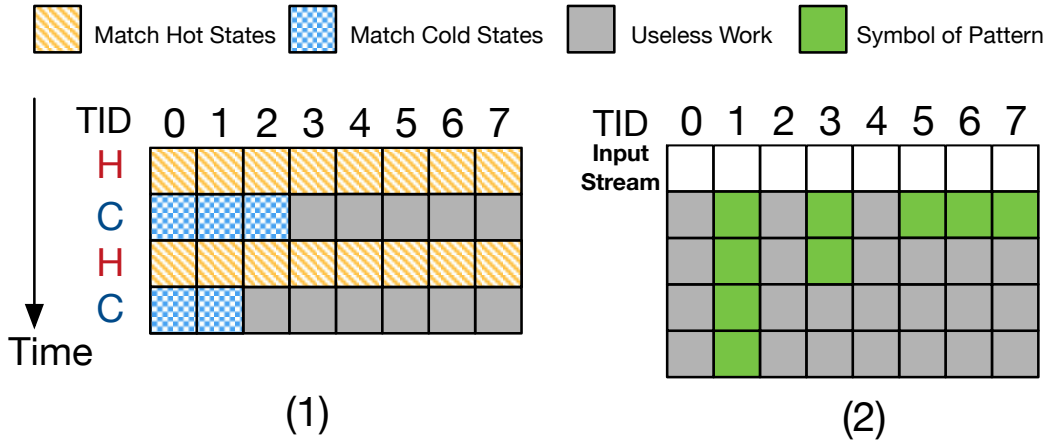 Match Hot States Match Cold States Useless Work Symbol of Pattern
TID 0 1 2 3 4 5 6 7
H
C
H
C
Time
(1)
TID 0 1 2 3 4 5 6 7
Input
Stream
(2)